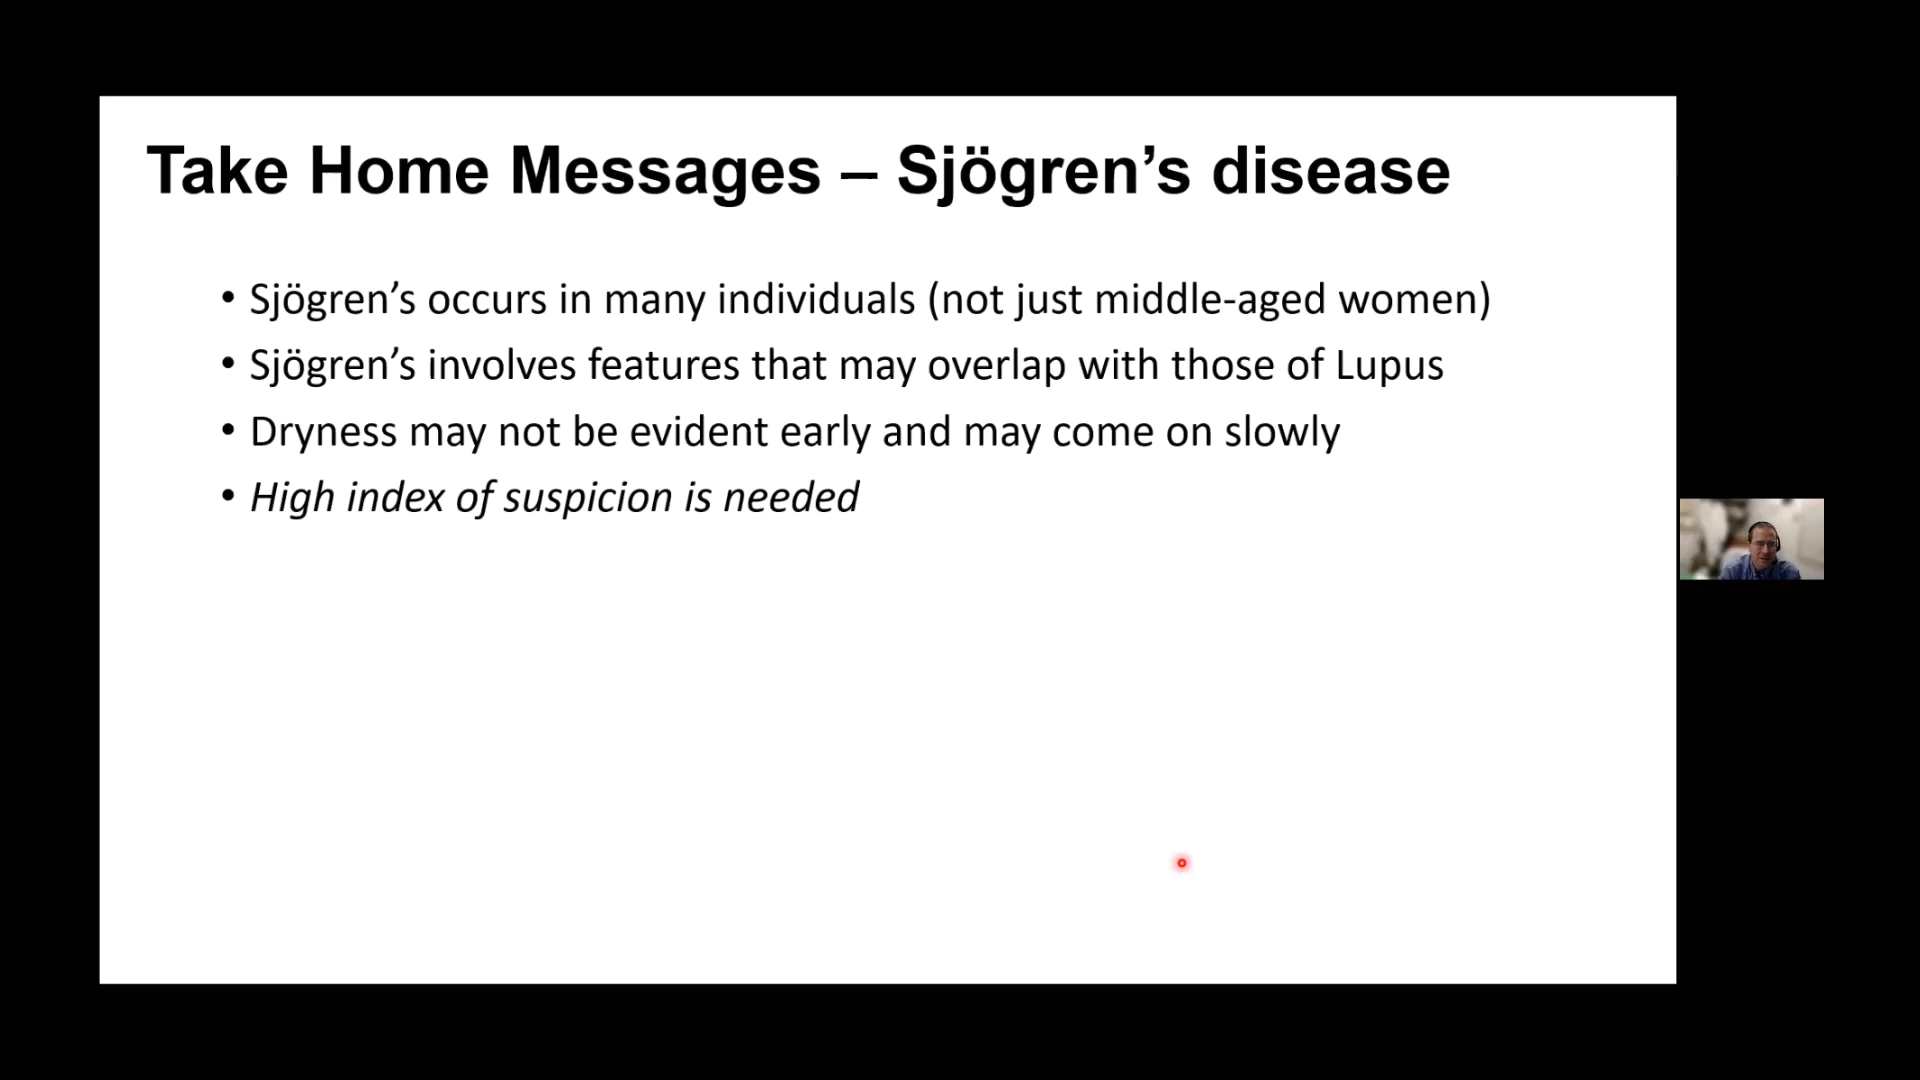 Take Home Messages – Sjögren’s disease
• Sjögren’s occurs in many individuals (not just middle-aged women)
• Sjögren’s involves features that may overlap with those of Lupus
• Dryness may not be evident early and may come on slowly
• High index of suspicion is needed